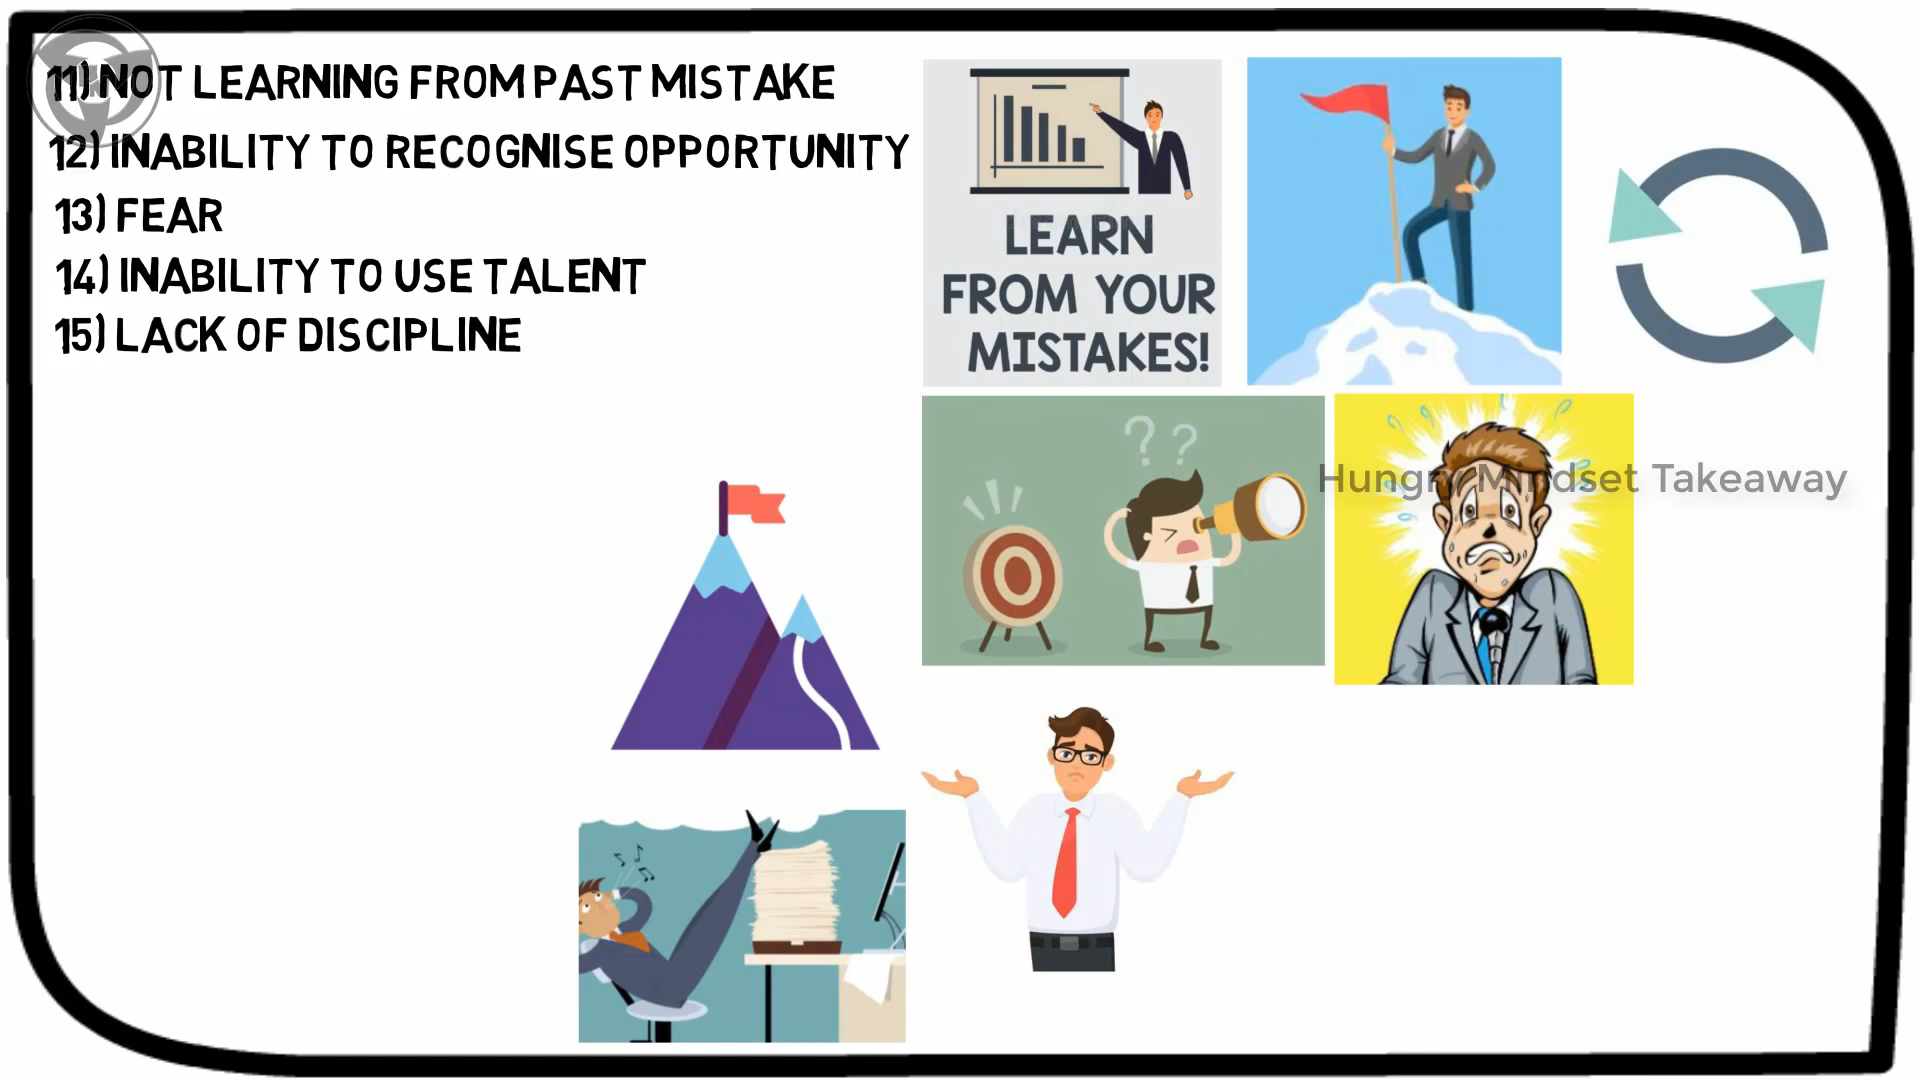 11) NOT LEARNING FROM PAST MISTAKE
12) INABILITY TO RECOGNISE OPPORTUNITY
13) FEAR
14) INABILITY TO USE TALENT
15) LACK OF DISCIPLINE
LEARN
FROM YOUR
MISTAKES!
??
Hungry Mindset Takeaway